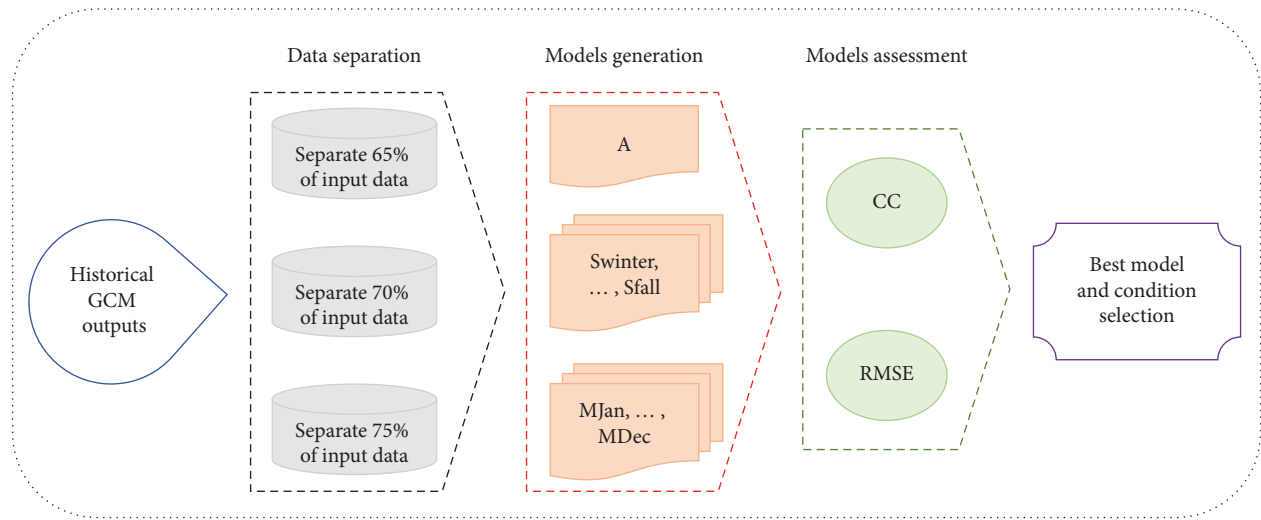 Data separation
Models generation
Models assessment
Historical
GCM
outputs
Separate 65%
of input data
Separate 70%
of input data
Separate 75%
of input data
A
Swinter,
… , Sfall
MJan, … ,
MDec
CC
RMSE
Best model
and condition
selection